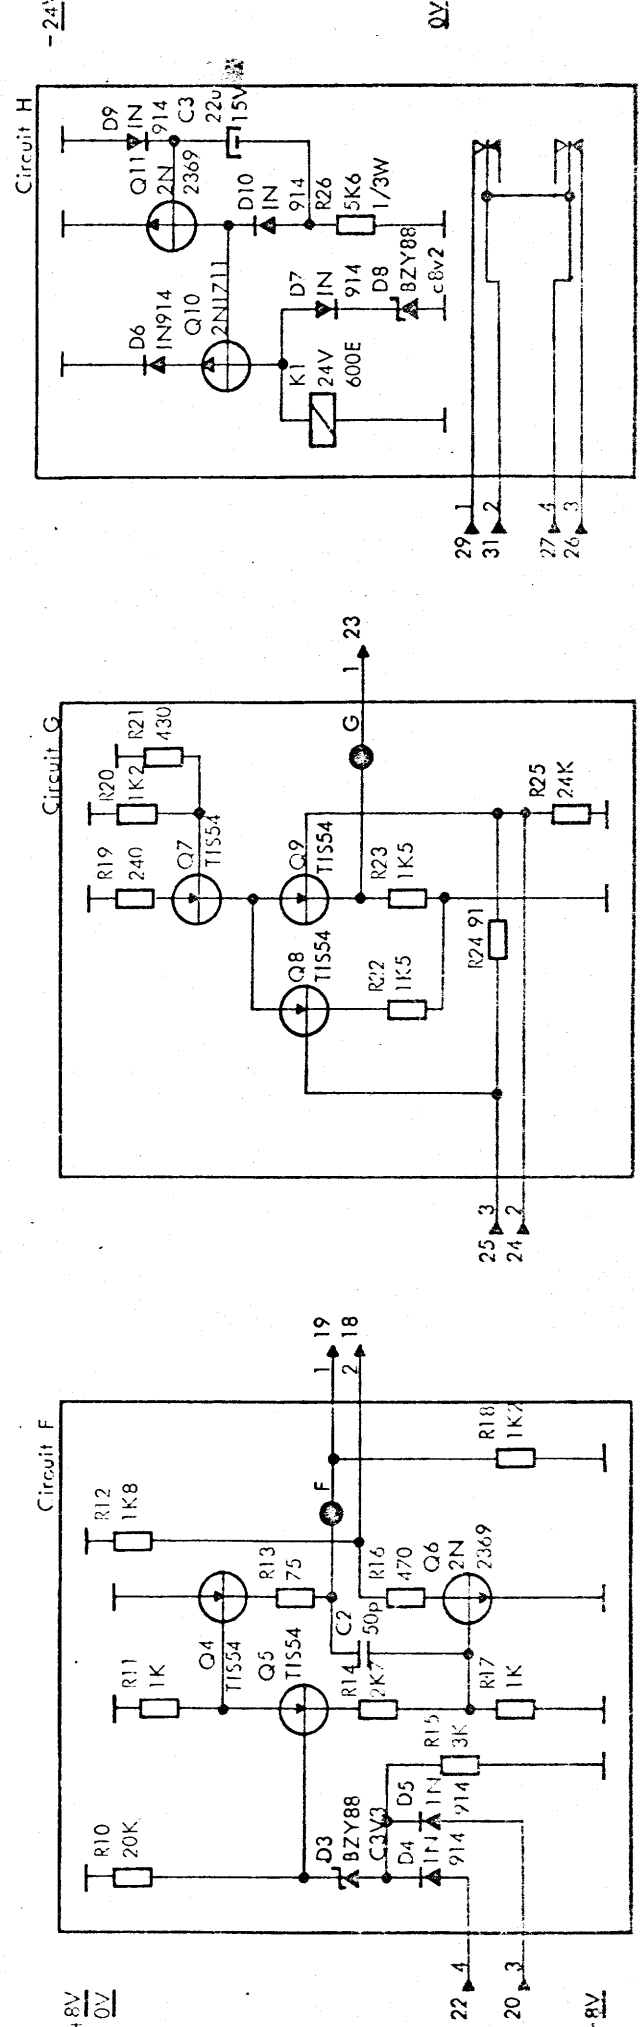 Circuit F
+8V
0V
-8V
R10
20K
R11
1K
Q4
TIS54
Q5
TIS54
R12
1K8
R13
75
F
C2
50p
R14
2K7
R16
470
Q6
2N
2369
R15
3K
R17
1K
R18
1K2
D3
BZY88
C3V3
D4
1N
914
D5
1N
914
22 4
20 3
1 19
2 18
Circuit G
R19
240
R20
1K2
R21
430
Q7
TIS54
Q8
TIS54
Q9
TIS54
R22
1K5
R23
1K5
R24 91
R25
24K
G
25 3
24 2
1 23
Circuit H
-24V
0V
D6
IN914
Q10
2N1711
Q11
2N
2369
D9
IN
914
C3
22u
15V
D10
IN
914
R26
5K6
1/3W
D7
IN
914
D8
BZY88
c8v2
K1
24V
600E
29 1
31 2
27 4
26 3